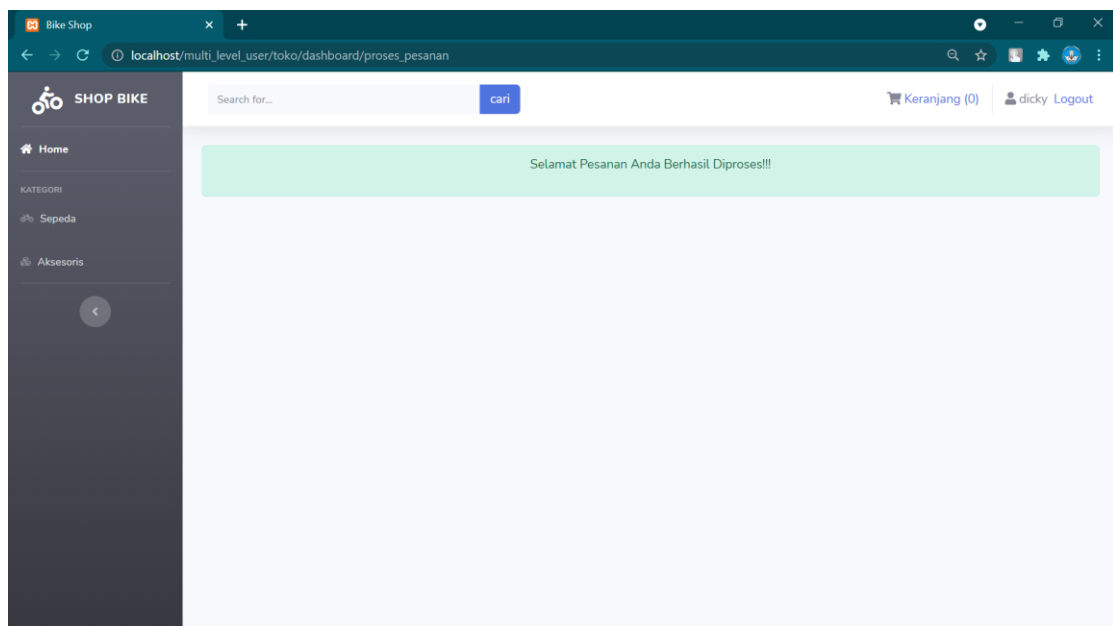 Bike Shop
localhost/multi_level_user/toko/dashboard/proses_pesanan
SHOP BIKE
Search for...
cari
Keranjang (0)
dicky Logout
Home
Selamat Pesanan Anda Berhasil Diproses!!!
KATEGORI
Sepeda
Aksesoris